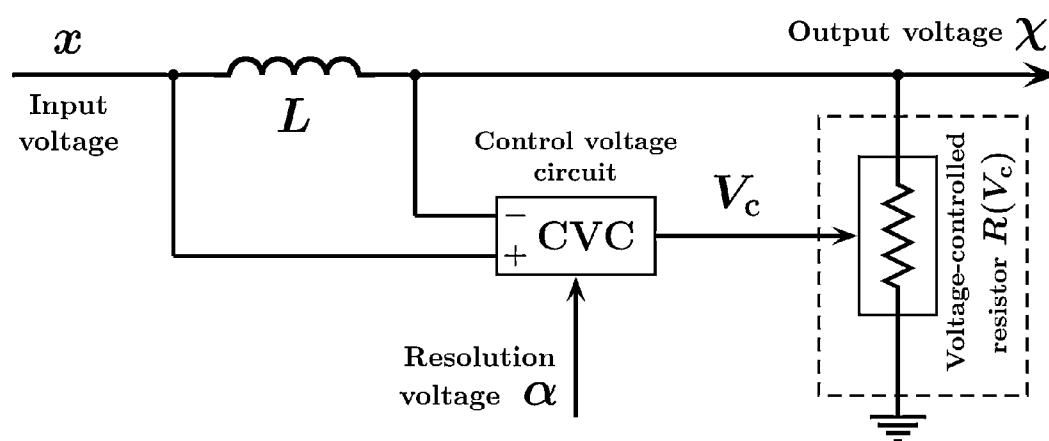 Output voltage χ
x
Input
voltage
L
Control voltage
circuit
− CVC
+
V_c
Voltage-controlled
resistor R(V_c)
Resolution
voltage α